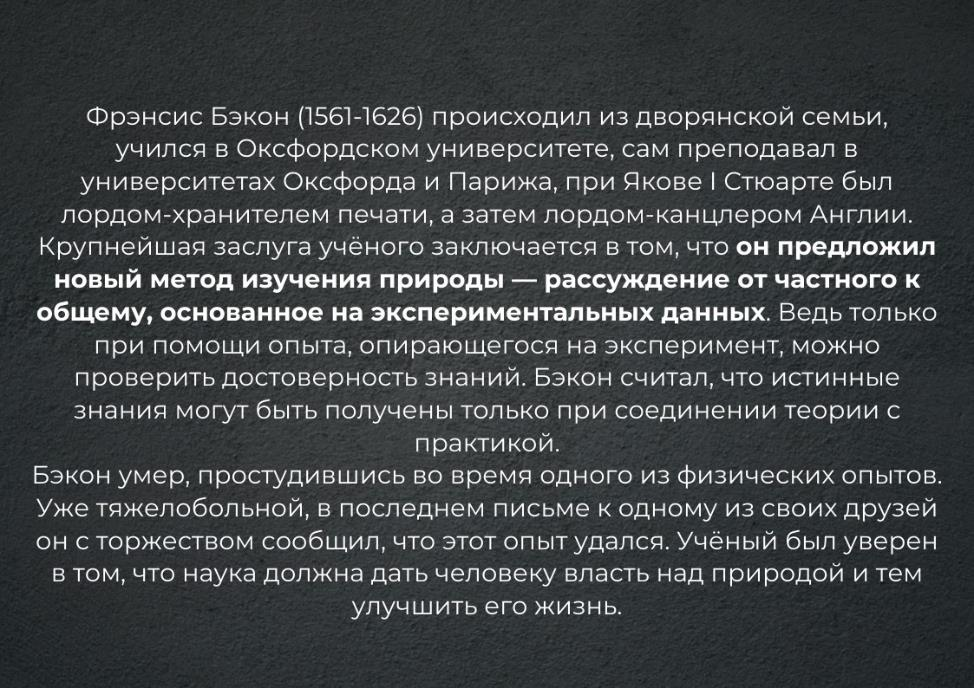 Фрэнсис Бэкон (1561-1626) происходил из дворянской семьи,
учился в Оксфордском университете, сам преподавал в
университетах Оксфорда и Парижа, при Якове I Стюарте был
лордом-хранителем печати, а затем лордом-канцлером Англии.
Крупнейшая заслуга учёного заключается в том, что он предложил
новый метод изучения природы — рассуждение от частного к
общему, основанное на экспериментальных данных. Ведь только
при помощи опыта, опирающегося на эксперимент, можно
проверить достоверность знаний. Бэкон считал, что истинные
знания могут быть получены только при соединении теории с
практикой.
Бэкон умер, простудившись во время одного из физических опытов.
Уже тяжелобольной, в последнем письме к одному из своих друзей
он с торжеством сообщил, что этот опыт удался. Учёный был уверен
в том, что наука должна дать человеку власть над природой и тем
улучшить его жизнь.